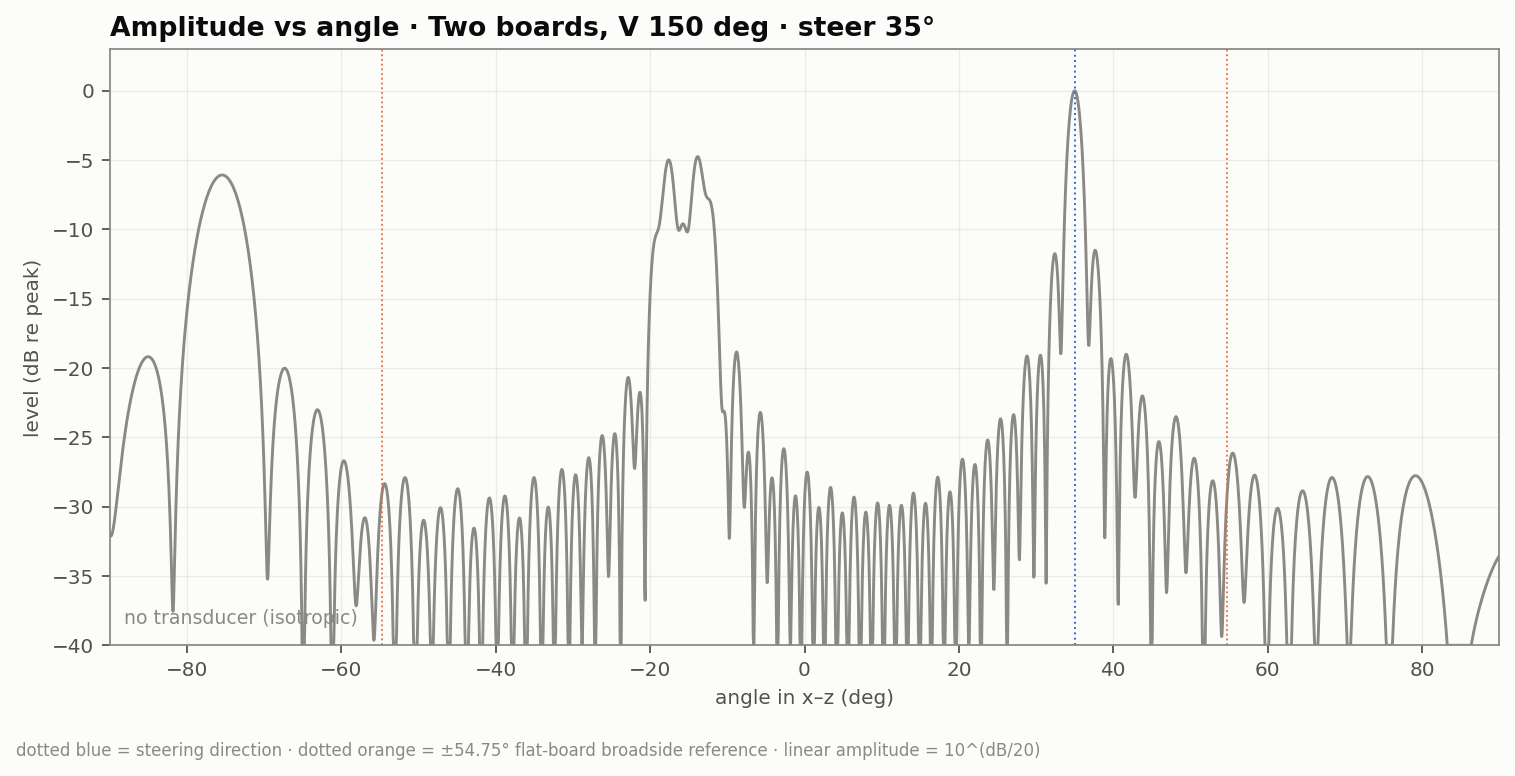 Amplitude vs angle · Two boards, V 150 deg · steer 35°
level (dB re peak)
0
−5
−10
−15
−20
−25
−30
−35
−40
no transducer (isotropic)
−80 −60 −40 −20 0 20 40 60 80
angle in x–z (deg)
dotted blue = steering direction · dotted orange = ±54.75° flat-board broadside reference · linear amplitude = 10^(dB/20)